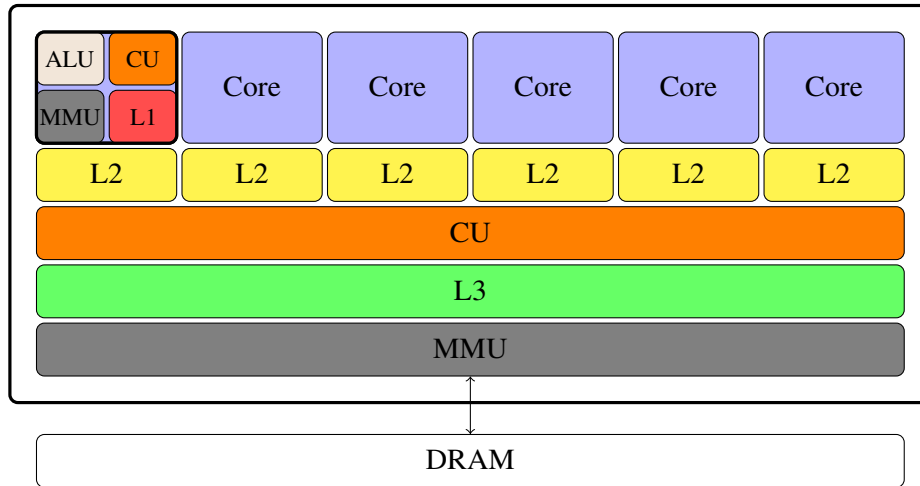 ALU CU
Core Core Core Core Core
MMU L1
L2 L2 L2 L2 L2 L2
CU
L3
MMU
DRAM